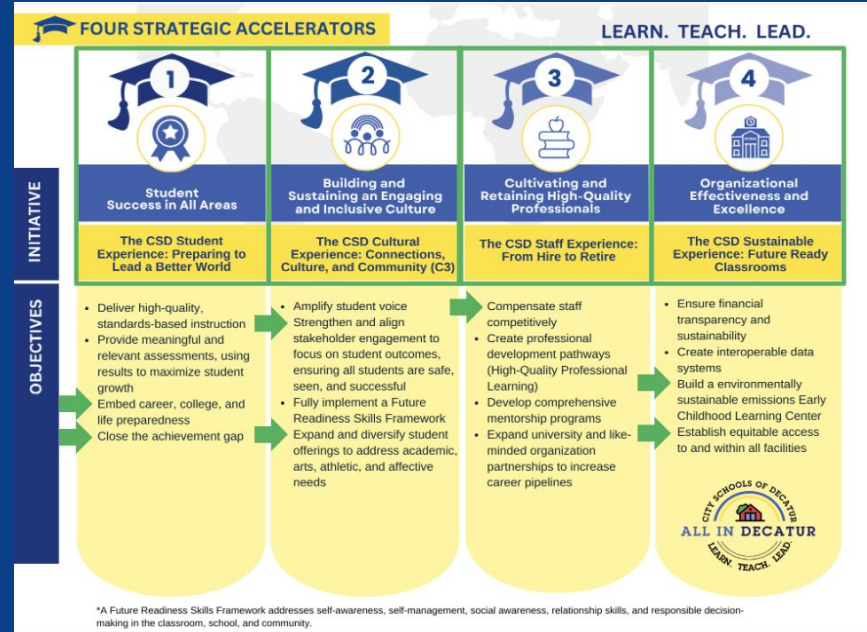 FOUR STRATEGIC ACCELERATORS
LEARN. TEACH. LEAD.
1
2
3
4
INITIATIVE
Student
Success in All Areas
Building and
Sustaining an Engaging
and Inclusive Culture
Cultivating and
Retaining High-Quality
Professionals
Organizational
Effectiveness and
Excellence
The CSD Student
Experience: Preparing to
Lead a Better World
The CSD Cultural
Experience: Connections,
Culture, and Community (C3)
The CSD Staff Experience:
From Hire to Retire
The CSD Sustainable
Experience: Future Ready
Classrooms
OBJECTIVES
• Deliver high-quality,
standards-based instruction
• Provide meaningful and
relevant assessments, using
results to maximize student
growth
Embed career, college, and
life preparedness
Close the achievement gap
• Amplify student voice
Strengthen and align
stakeholder engagement to
focus on student outcomes,
ensuring all students are safe,
seen, and successful
• Fully implement a Future
Readiness Skills Framework
Expand and diversify student
offerings to address academic,
arts, athletic, and affective
needs
Compensate staff
competitively
• Create professional
development pathways
(High-Quality Professional
Learning)
• Develop comprehensive
mentorship programs
• Expand university and like-
minded organization
partnerships to increase
career pipelines
• Ensure financial
transparency and
sustainability
• Create interoperable data
systems
Build a environmentally
sustainable emissions Early
Childhood Learning Center
Establish equitable access
to and within all facilities
CITY SCHOOLS OF DECATUR
ALL IN DECATUR
LEARN. TEACH. LEAD.
*A Future Readiness Skills Framework addresses self-awareness, self-management, social awareness, relationship skills, and responsible decision-
making in the classroom, school, and community.